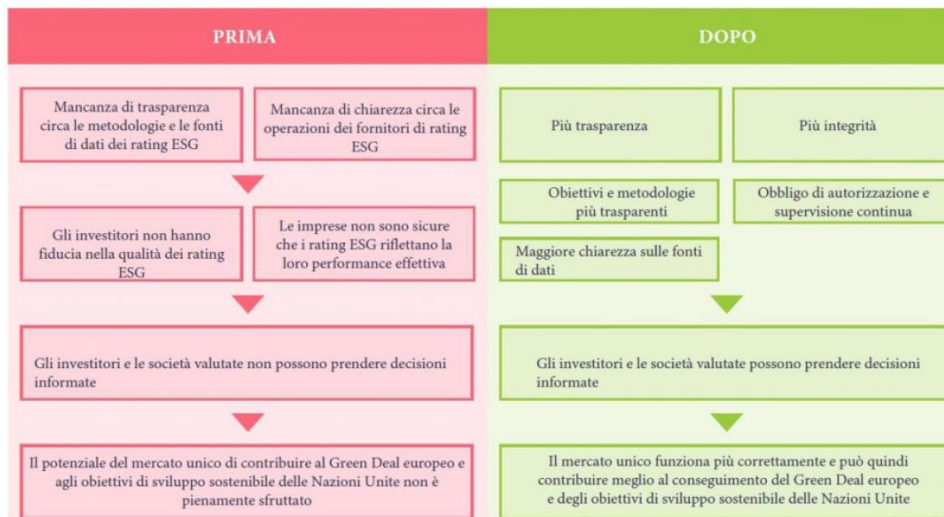 PRIMA
Mancanza di trasparenza
circa le metodologie e le fonti
di dati dei rating ESG
Mancanza di chiarezza circa le
operazioni dei fornitori di rating
ESG
Gli investitori non hanno
fiducia nella qualità dei rating
ESG
Le imprese non sono sicure
che i rating ESG riflettano la
loro performance effettiva
Gli investitori e le società valutate non possono prendere decisioni
informate
Il potenziale del mercato unico di contribuire al Green Deal europeo e
agli obiettivi di sviluppo sostenibile delle Nazioni Unite non è
pienamente sfruttato
DOPO
Più trasparenza
Più integrità
Obiettivi e metodologie
più trasparenti
Obbligo di autorizzazione e
supervisione continua
Maggiore chiarezza sulle fonti
di dati
Gli investitori e le società valutate possono prendere decisioni
informate
Il mercato unico funziona più correttamente e può quindi
contribuire meglio al conseguimento del Green Deal europeo
e degli obiettivi di sviluppo sostenibile delle Nazioni Unite